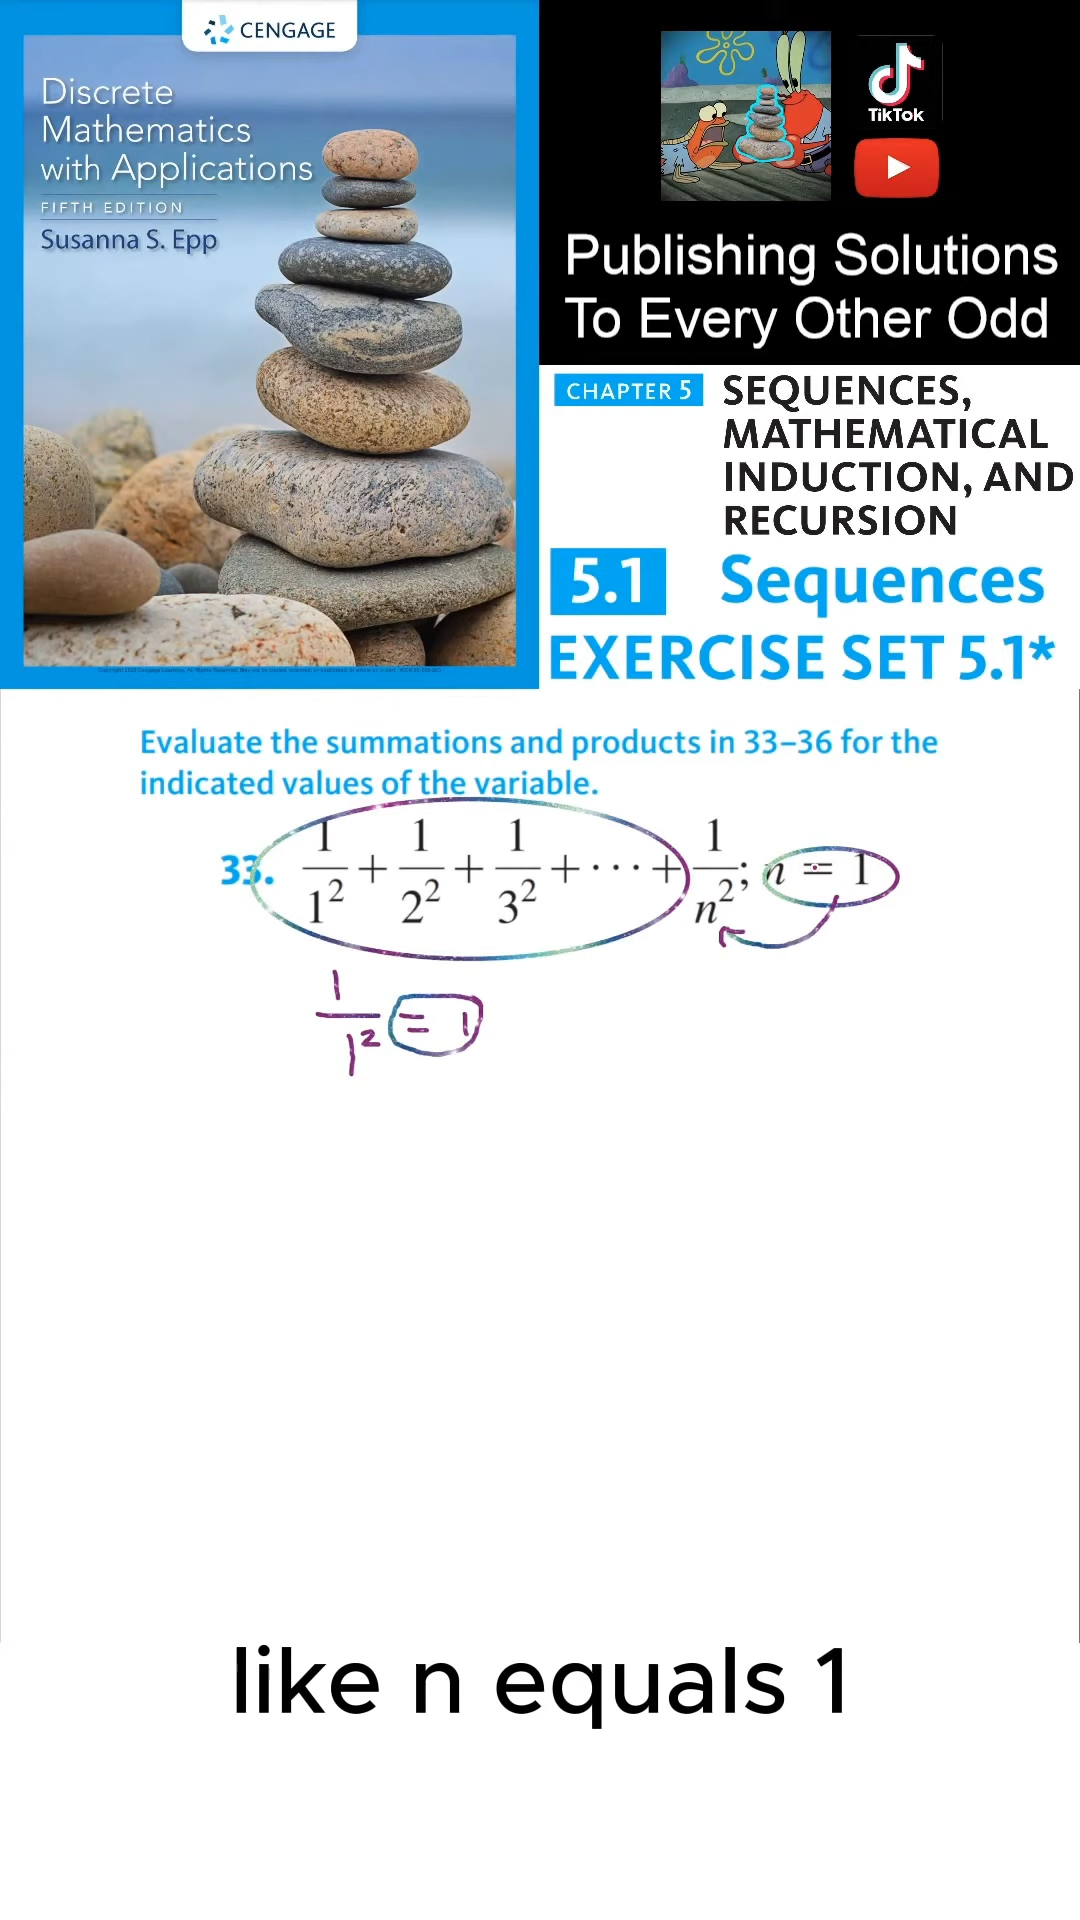 CENGAGE
Discrete
Mathematics
with Applications
FIFTH EDITION
Susanna S. Epp
TikTok
Publishing Solutions
To Every Other Odd
CHAPTER 5 SEQUENCES,
MATHEMATICAL
INDUCTION, AND
RECURSION
5.1 Sequences
EXERCISE SET 5.1*
Evaluate the summations and products in 33–36 for the
indicated values of the variable.
33. 1/1² + 1/2² + 1/3² + ··· + 1/n²; n = 1
1/1² = 1
like n equals 1